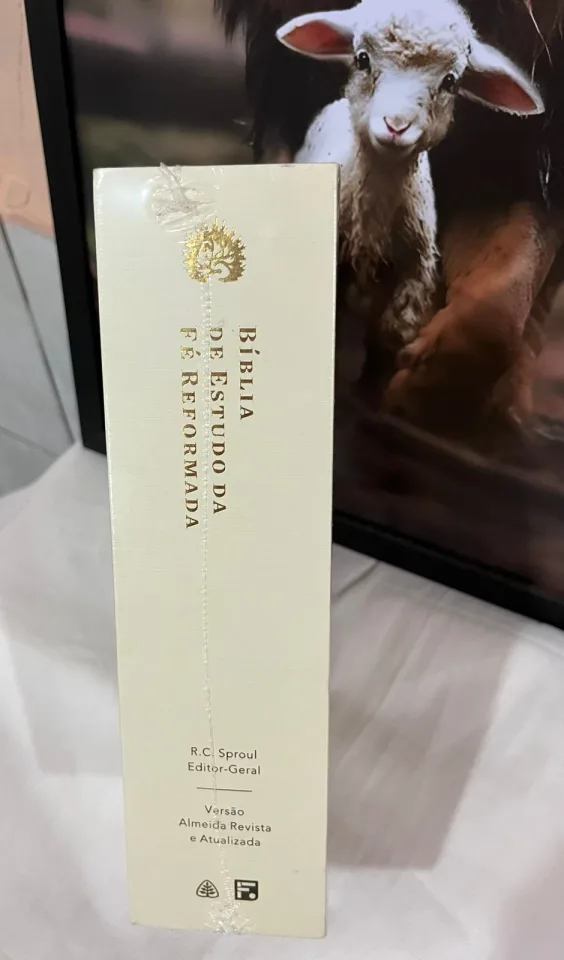 BÍBLIA
DE ESTUDO DA
FÉ REFORMADA
R.C. Sproul
Editor-Geral
Versão
Almeida Revista
e Atualizada